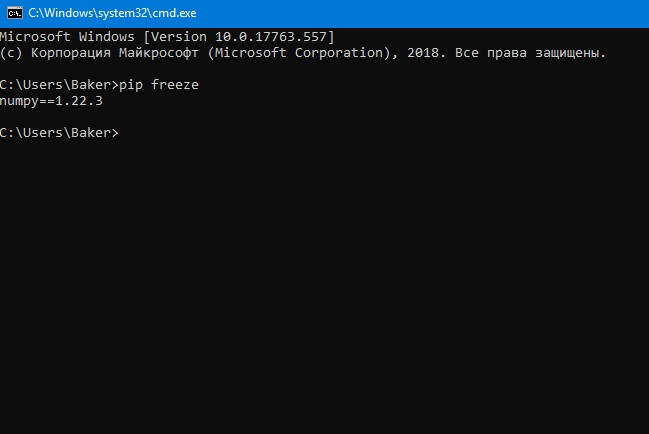 C:\Windows\system32\cmd.exe
Microsoft Windows [Version 10.0.17763.557]
(c) Корпорация Майкрософт (Microsoft Corporation), 2018. Все права защищены.
C:\Users\Baker>pip freeze
numpy==1.22.3
C:\Users\Baker>